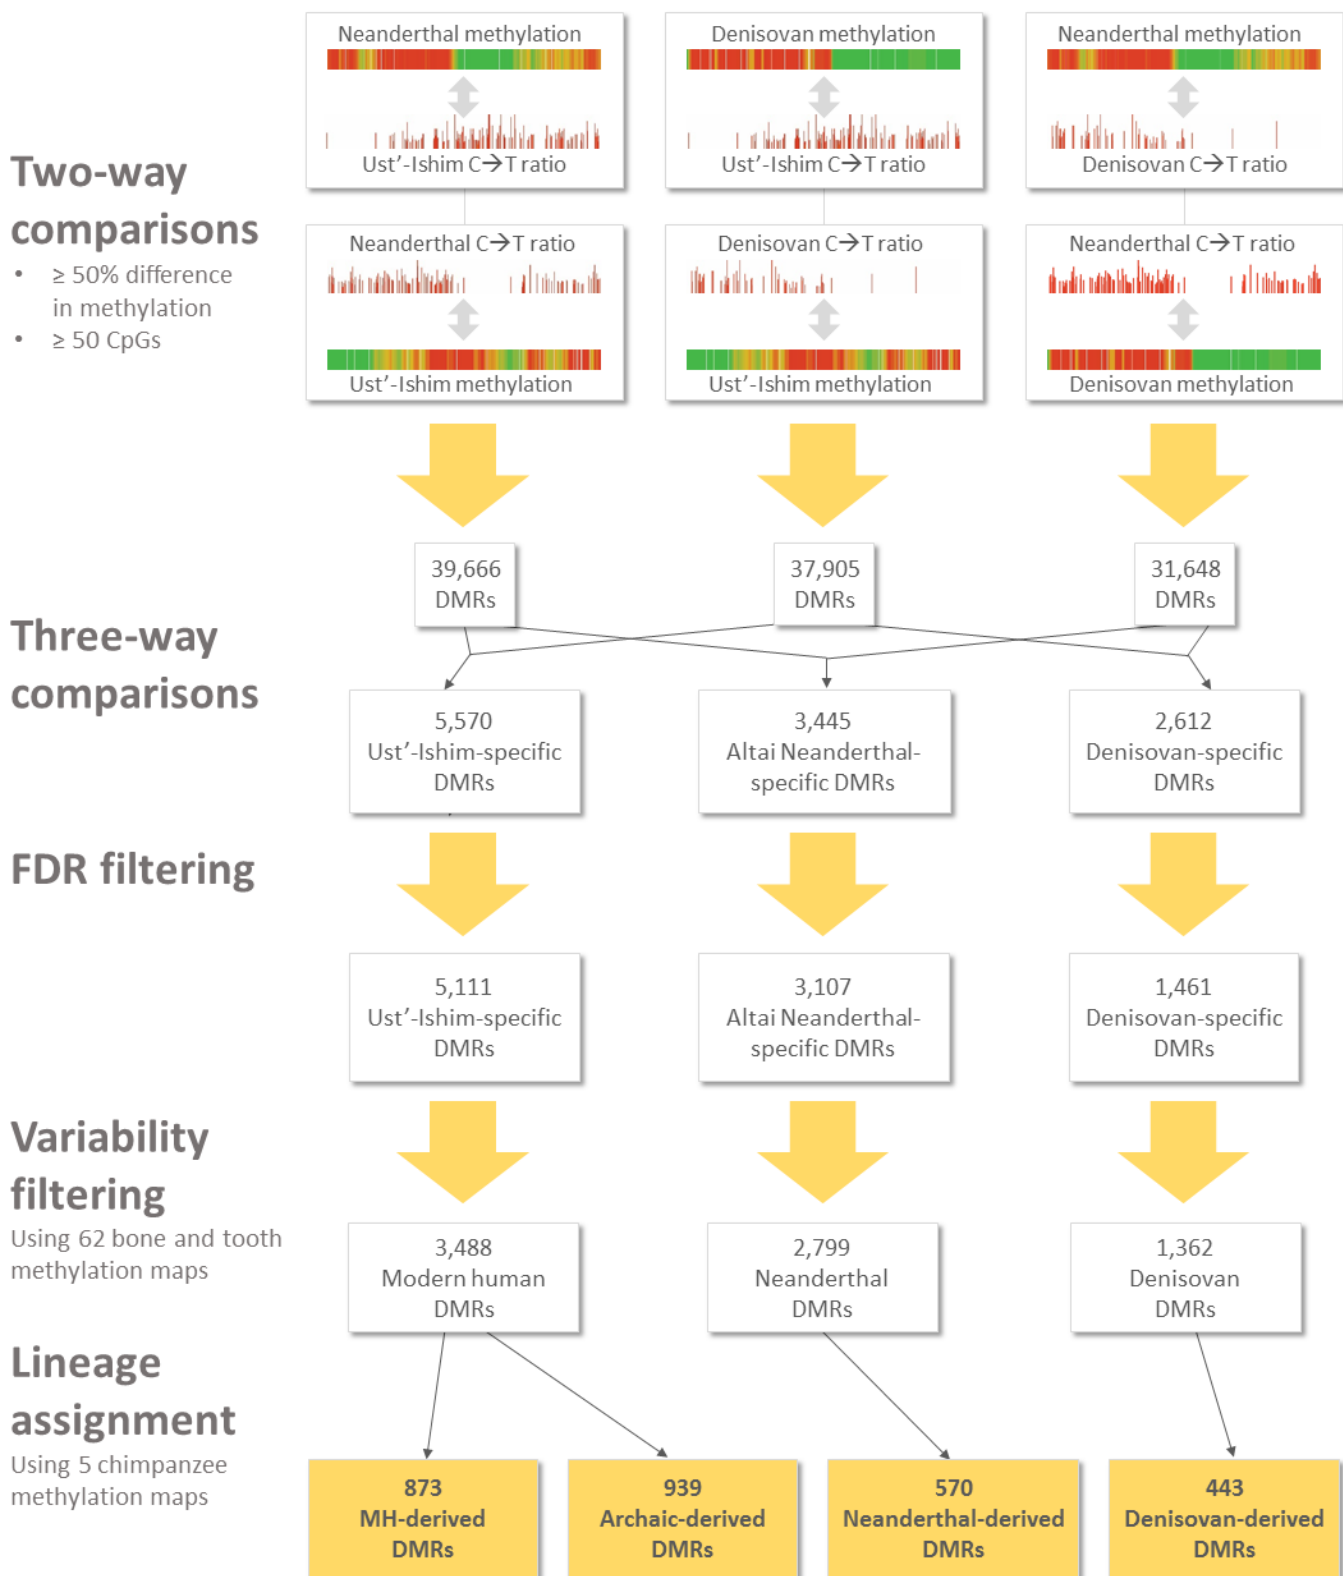 Neanderthal methylation
Ust’-Ishim C→T ratio
Denisovan methylation
Ust’-Ishim C→T ratio
Neanderthal methylation
Denisovan C→T ratio
Two-way
comparisons
• ≥ 50% difference
in methylation
• ≥ 50 CpGs
Neanderthal C→T ratio
Ust’-Ishim methylation
Denisovan C→T ratio
Ust’-Ishim methylation
Neanderthal C→T ratio
Denisovan methylation
39,666
DMRs
37,905
DMRs
31,648
DMRs
Three-way
comparisons
5,570
Ust’-Ishim-specific
DMRs
3,445
Altai Neanderthal-
specific DMRs
2,612
Denisovan-specific
DMRs
FDR filtering
5,111
Ust’-Ishim-specific
DMRs
3,107
Altai Neanderthal-
specific DMRs
1,461
Denisovan-specific
DMRs
Variability
filtering
Using 62 bone and tooth
methylation maps
3,488
Modern human
DMRs
2,799
Neanderthal
DMRs
1,362
Denisovan
DMRs
Lineage
assignment
Using 5 chimpanzee
methylation maps
873
MH-derived
DMRs
939
Archaic-derived
DMRs
570
Neanderthal-derived
DMRs
443
Denisovan-derived
DMRs